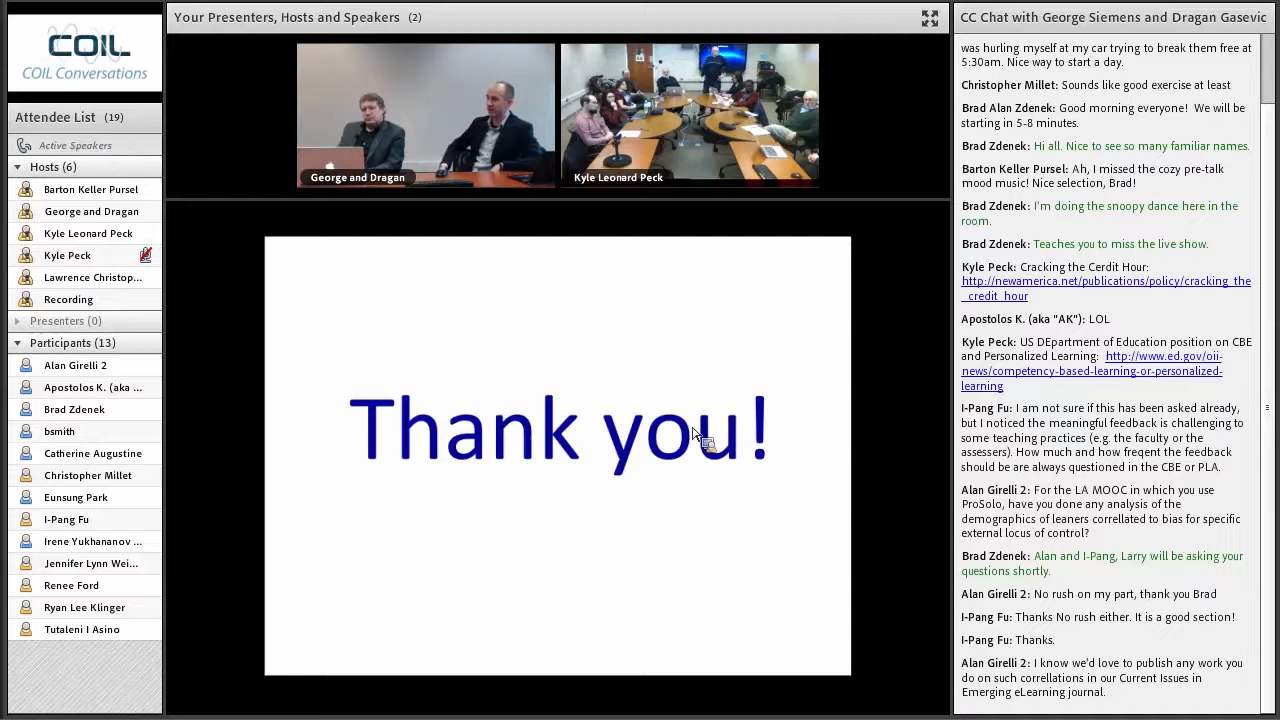 COIL
COIL Conversations
Attendee List (19)
Active Speakers
Hosts (6)
Barton Keller Pursel
George and Dragan
Kyle Leonard Peck
Kyle Peck
Lawrence Christop...
Recording
Presenters (0)
Participants (13)
Alan Girelli 2
Apostolos K. (aka ...
Brad Zdenek
bsmith
Catherine Augustine
Christopher Millet
Eunsung Park
I-Pang Fu
Irene Yukhananov ...
Jennifer Lynn Wei...
Renee Ford
Ryan Lee Klinger
Tutaleni I Asino
Your Presenters, Hosts and Speakers (2)
George and Dragan
Kyle Leonard Peck
Thank you!
CC Chat with George Siemens and Dragan Gasevic
was hurling myself at my car trying to break them free at
5:30am. Nice way to start a day.
Christopher Millet: Sounds like good exercise at least
Brad Alan Zdenek: Good morning everyone! We will be
starting in 5-8 minutes.
Brad Zdenek: Hi all. Nice to see so many familiar names.
Barton Keller Pursel: Ah, I missed the cozy pre-talk
mood music! Nice selection, Brad!
Brad Zdenek: I'm doing the snoopy dance here in the
room.
Brad Zdenek: Teaches you to miss the live show.
Kyle Peck: Cracking the Cerdit Hour:
http://newamerica.net/publications/policy/cracking_the
_credit_hour
Apostolos K. (aka "AK"): LOL
Kyle Peck: US DEpartment of Education position on CBE
and Personalized Learning: http://www.ed.gov/oii-
news/competency-based-learning-or-personalized-
learning
I-Pang Fu: I am not sure if this has been asked already,
but I noticed the meaningful feedback is challenging to
some teaching practices (e.g. the faculty or the
assessers). How much and how freqent the feedback
should be are always questioned in the CBE or PLA.
Alan Girelli 2: For the LA MOOC in which you use
ProSolo, have you done any analysis of the
demographics of leaners correllated to bias for specific
external locus of control?
Brad Zdenek: Alan and I-Pang, Larry will be asking your
questions shortly.
Alan Girelli 2: No rush on my part, thank you Brad
I-Pang Fu: Thanks No rush either. It is a good section!
I-Pang Fu: Thanks.
Alan Girelli 2: I know we'd love to publish any work you
do on such correllations in our Current Issues in
Emerging eLearning journal.